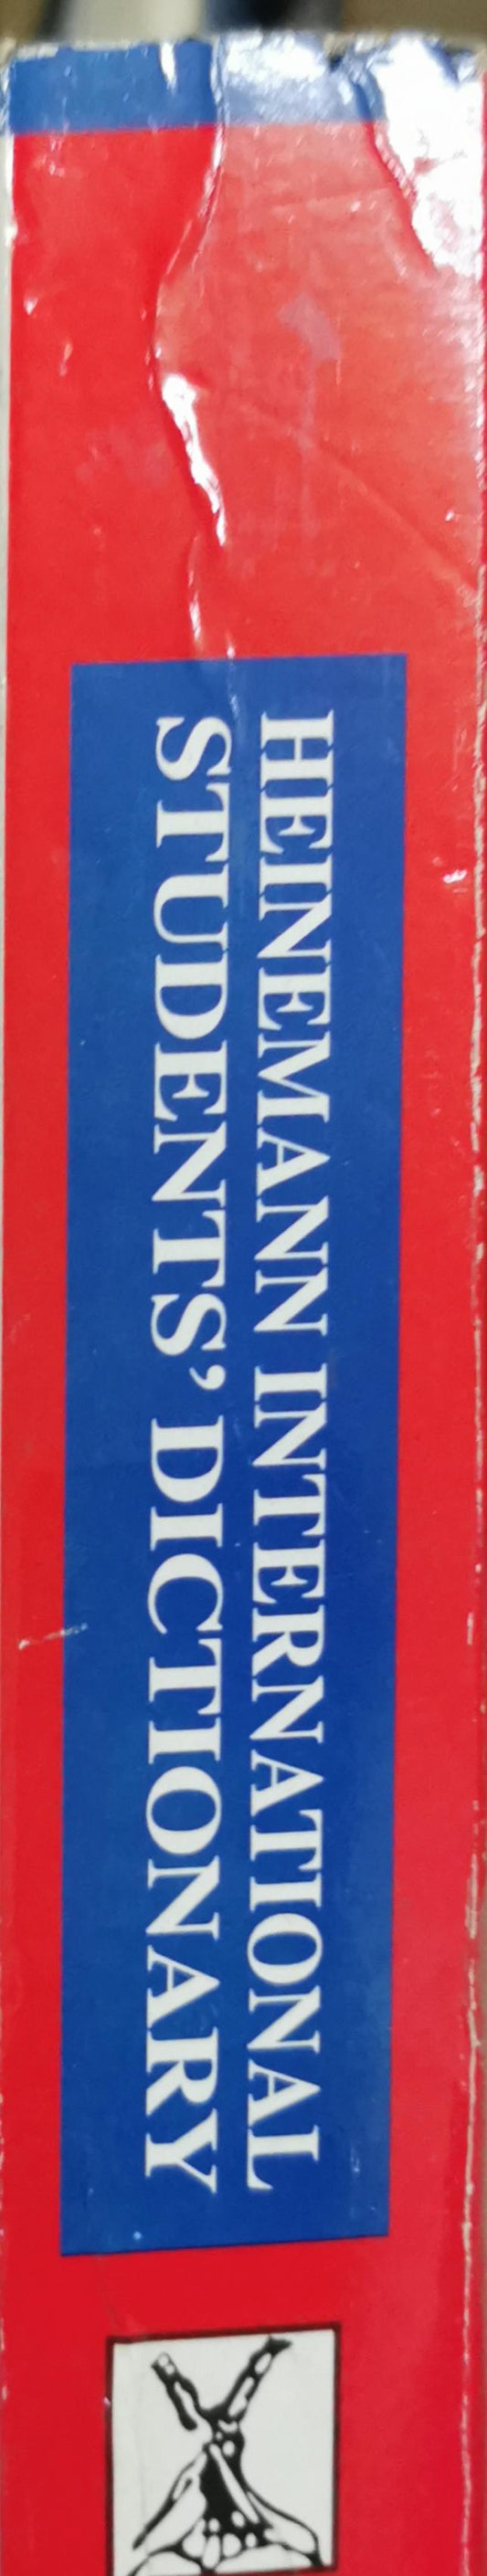 HEINEMANN INTERNATIONAL
STUDENTS’ DICTIONARY